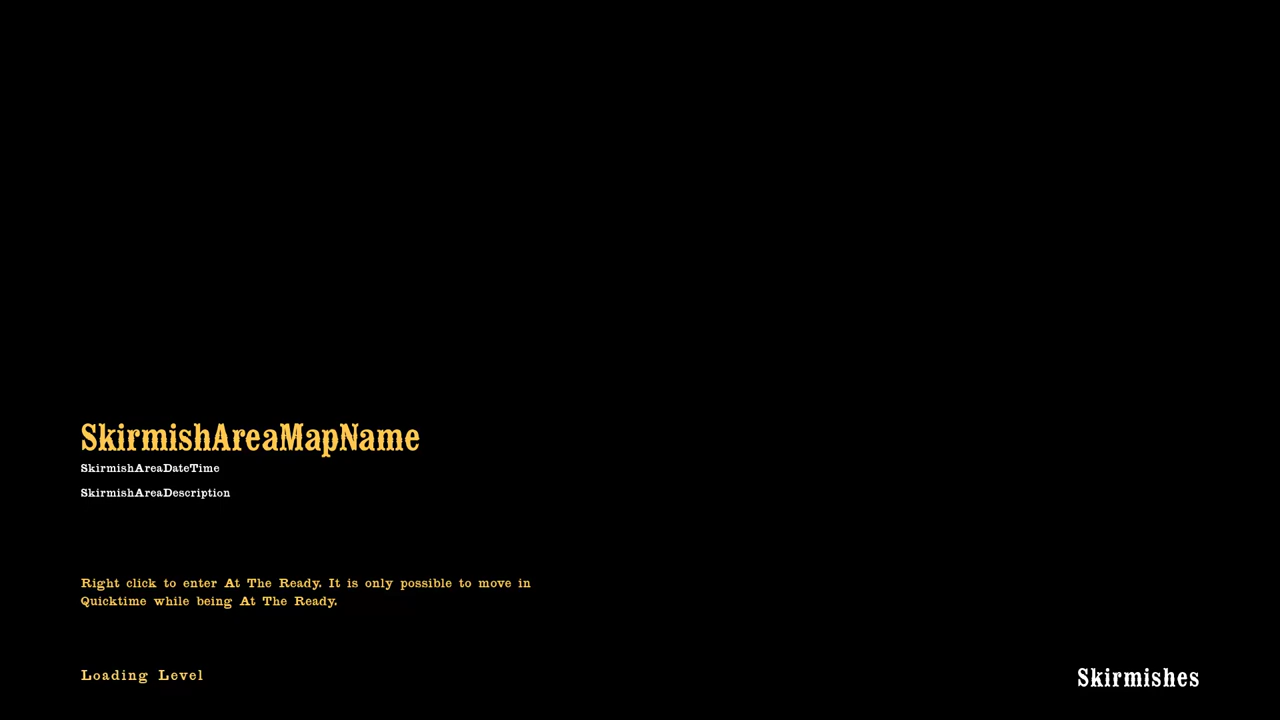 SkirmishAreaMapName
SkirmishAreaDateTime
SkirmishAreaDescription
Right click to enter At The Ready. It is only possible to move in
Quicktime while being At The Ready.
Loading Level
Skirmishes